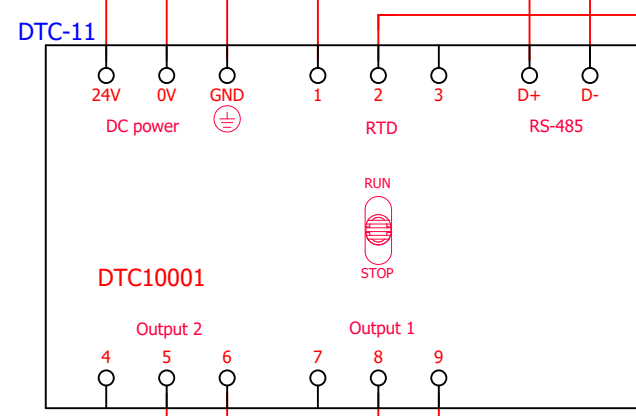 DTC-11
24V 0V GND 1 2 3 D+ D-
DC power RTD RS-485
RUN
STOP
DTC10001
Output 2 Output 1
4 5 6 7 8 9